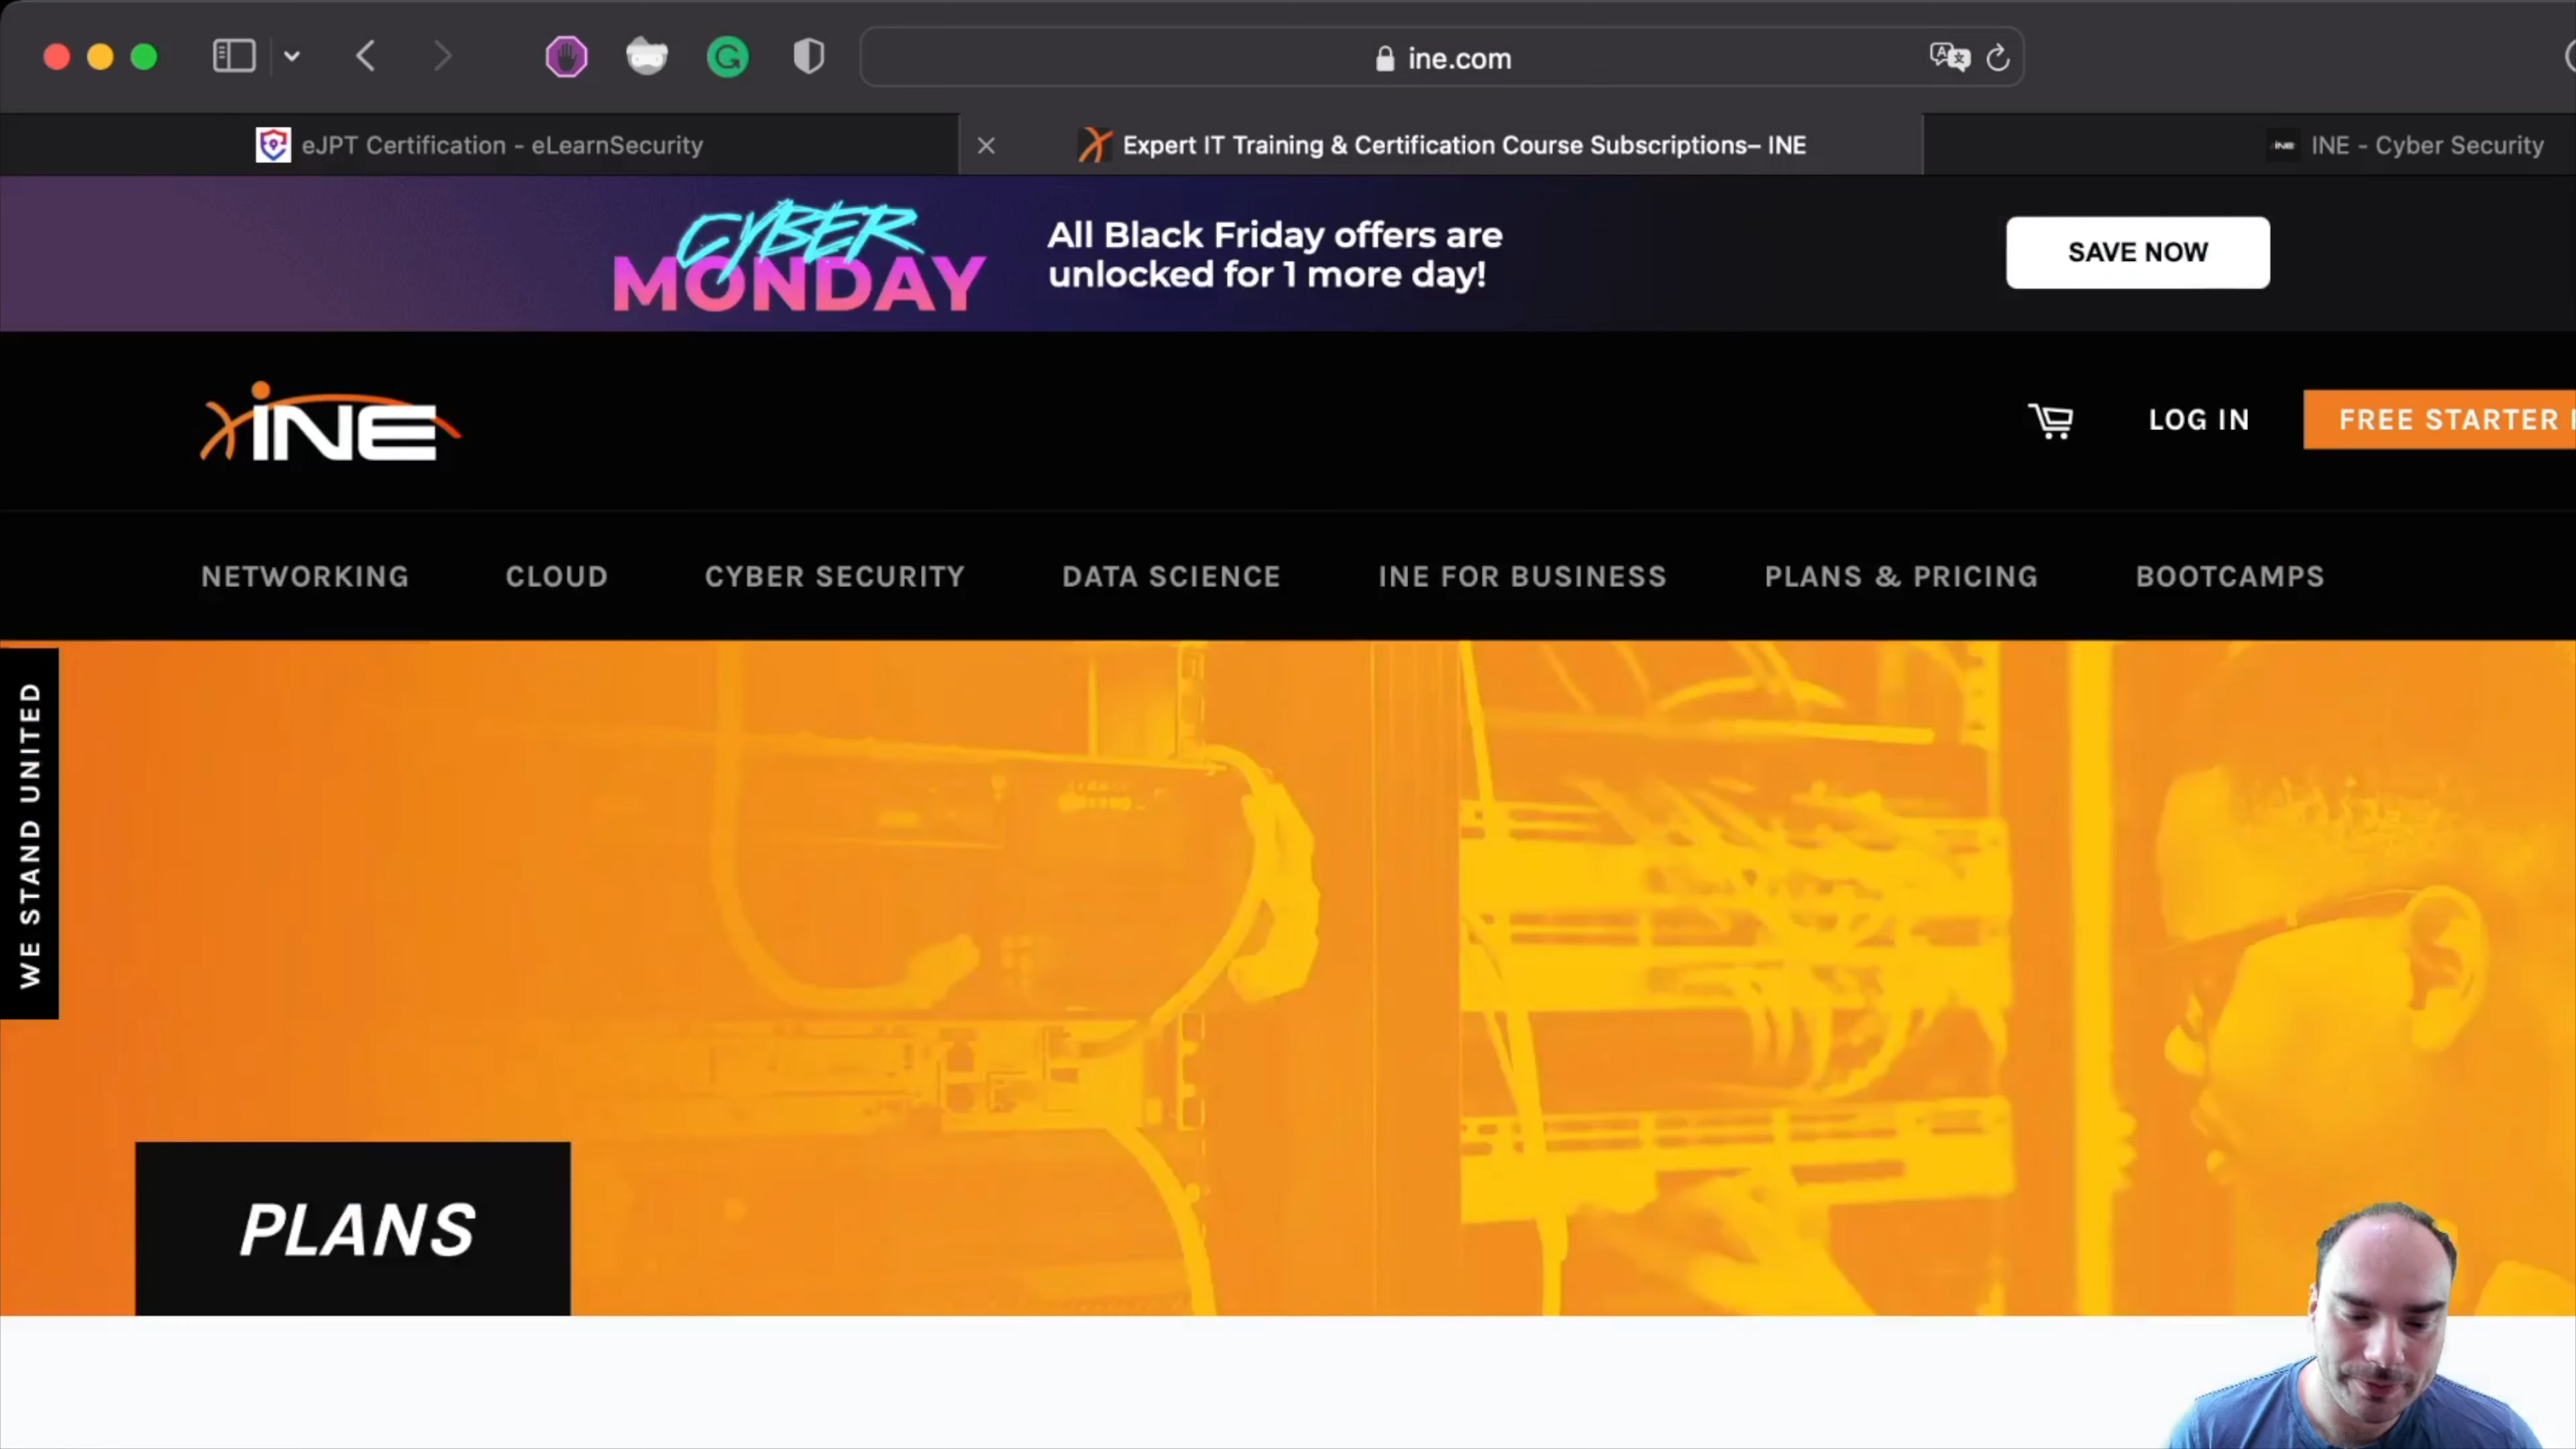 ine.com
eJPT Certification - eLearnSecurity
Expert IT Training & Certification Course Subscriptions– INE
INE - Cyber Security
CYBER
MONDAY
All Black Friday offers are
unlocked for 1 more day!
SAVE NOW
INE
LOG IN
FREE STARTER
NETWORKING
CLOUD
CYBER SECURITY
DATA SCIENCE
INE FOR BUSINESS
PLANS & PRICING
BOOTCAMPS
WE STAND UNITED
PLANS